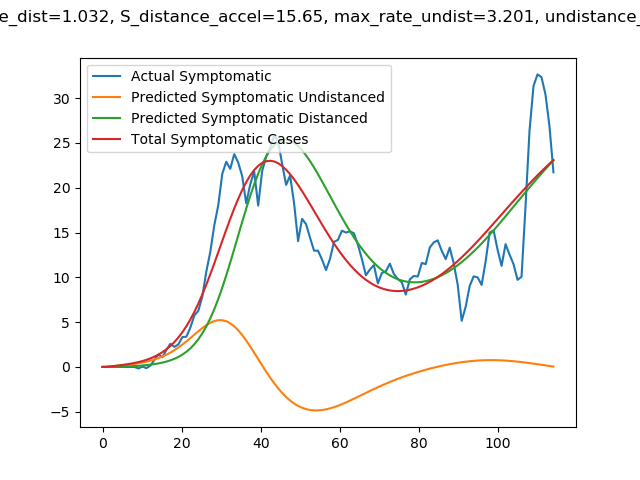 e_dist=1.032, S_distance_accel=15.65, max_rate_undist=3.201, undistance_
Actual Symptomatic
Predicted Symptomatic Undistanced
Predicted Symptomatic Distanced
Total Symptomatic Cases
30
25
20
15
10
5
0
−5
0 20 40 60 80 100